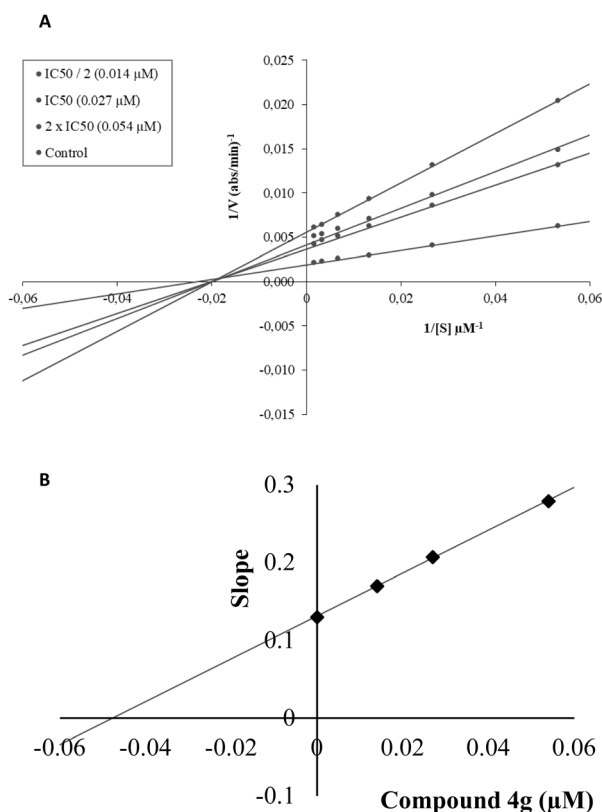 A
IC50 / 2 (0.014 µM)
IC50 (0.027 µM)
2 x IC50 (0.054 µM)
Control
1/V (abs/min)-1
0,025
0,020
0,015
0,010
0,005
0,000
-0,005
-0,010
-0,015
-0,06 -0,04 -0,02 0 0,02 0,04 0,06
1/[S] µM-1
B
Slope
0.3
0.2
0.1
0
-0.1
-0.06 -0.04 -0.02 0 0.02 0.04 0.06
Compound 4g (µM)